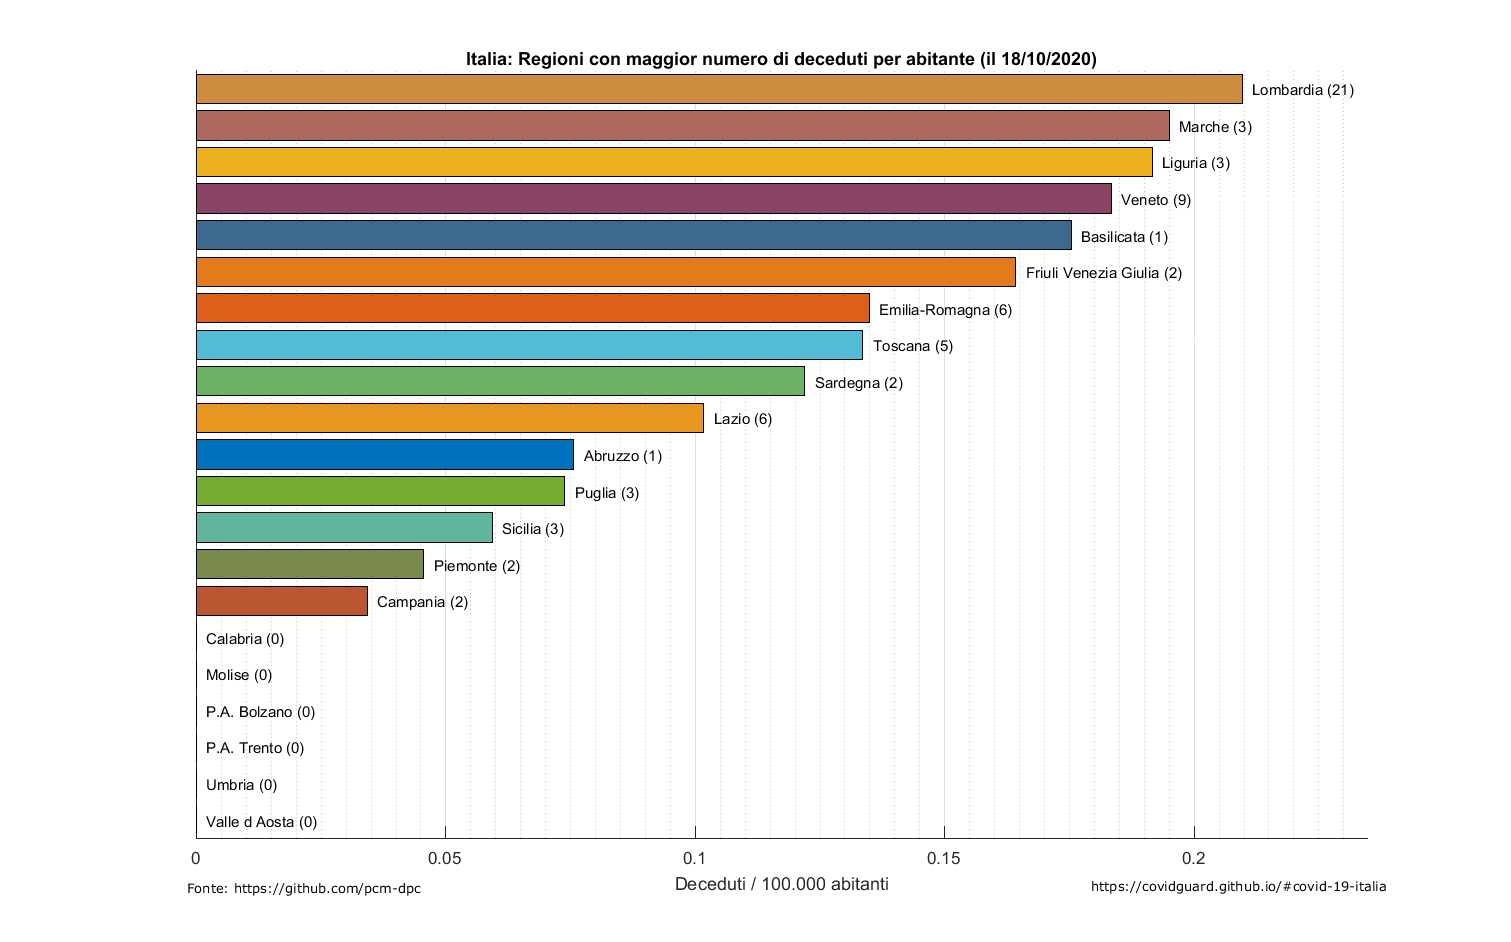 Italia: Regioni con maggior numero di deceduti per abitante (il 18/10/2020)
Lombardia (21)
Marche (3)
Liguria (3)
Veneto (9)
Basilicata (1)
Friuli Venezia Giulia (2)
Emilia-Romagna (6)
Toscana (5)
Sardegna (2)
Lazio (6)
Abruzzo (1)
Puglia (3)
Sicilia (3)
Piemonte (2)
Campania (2)
Calabria (0)
Molise (0)
P.A. Bolzano (0)
P.A. Trento (0)
Umbria (0)
Valle d Aosta (0)
0 0.05 0.1 0.15 0.2
Deceduti / 100.000 abitanti
Fonte: https://github.com/pcm-dpc
https://covidguard.github.io/#covid-19-italia